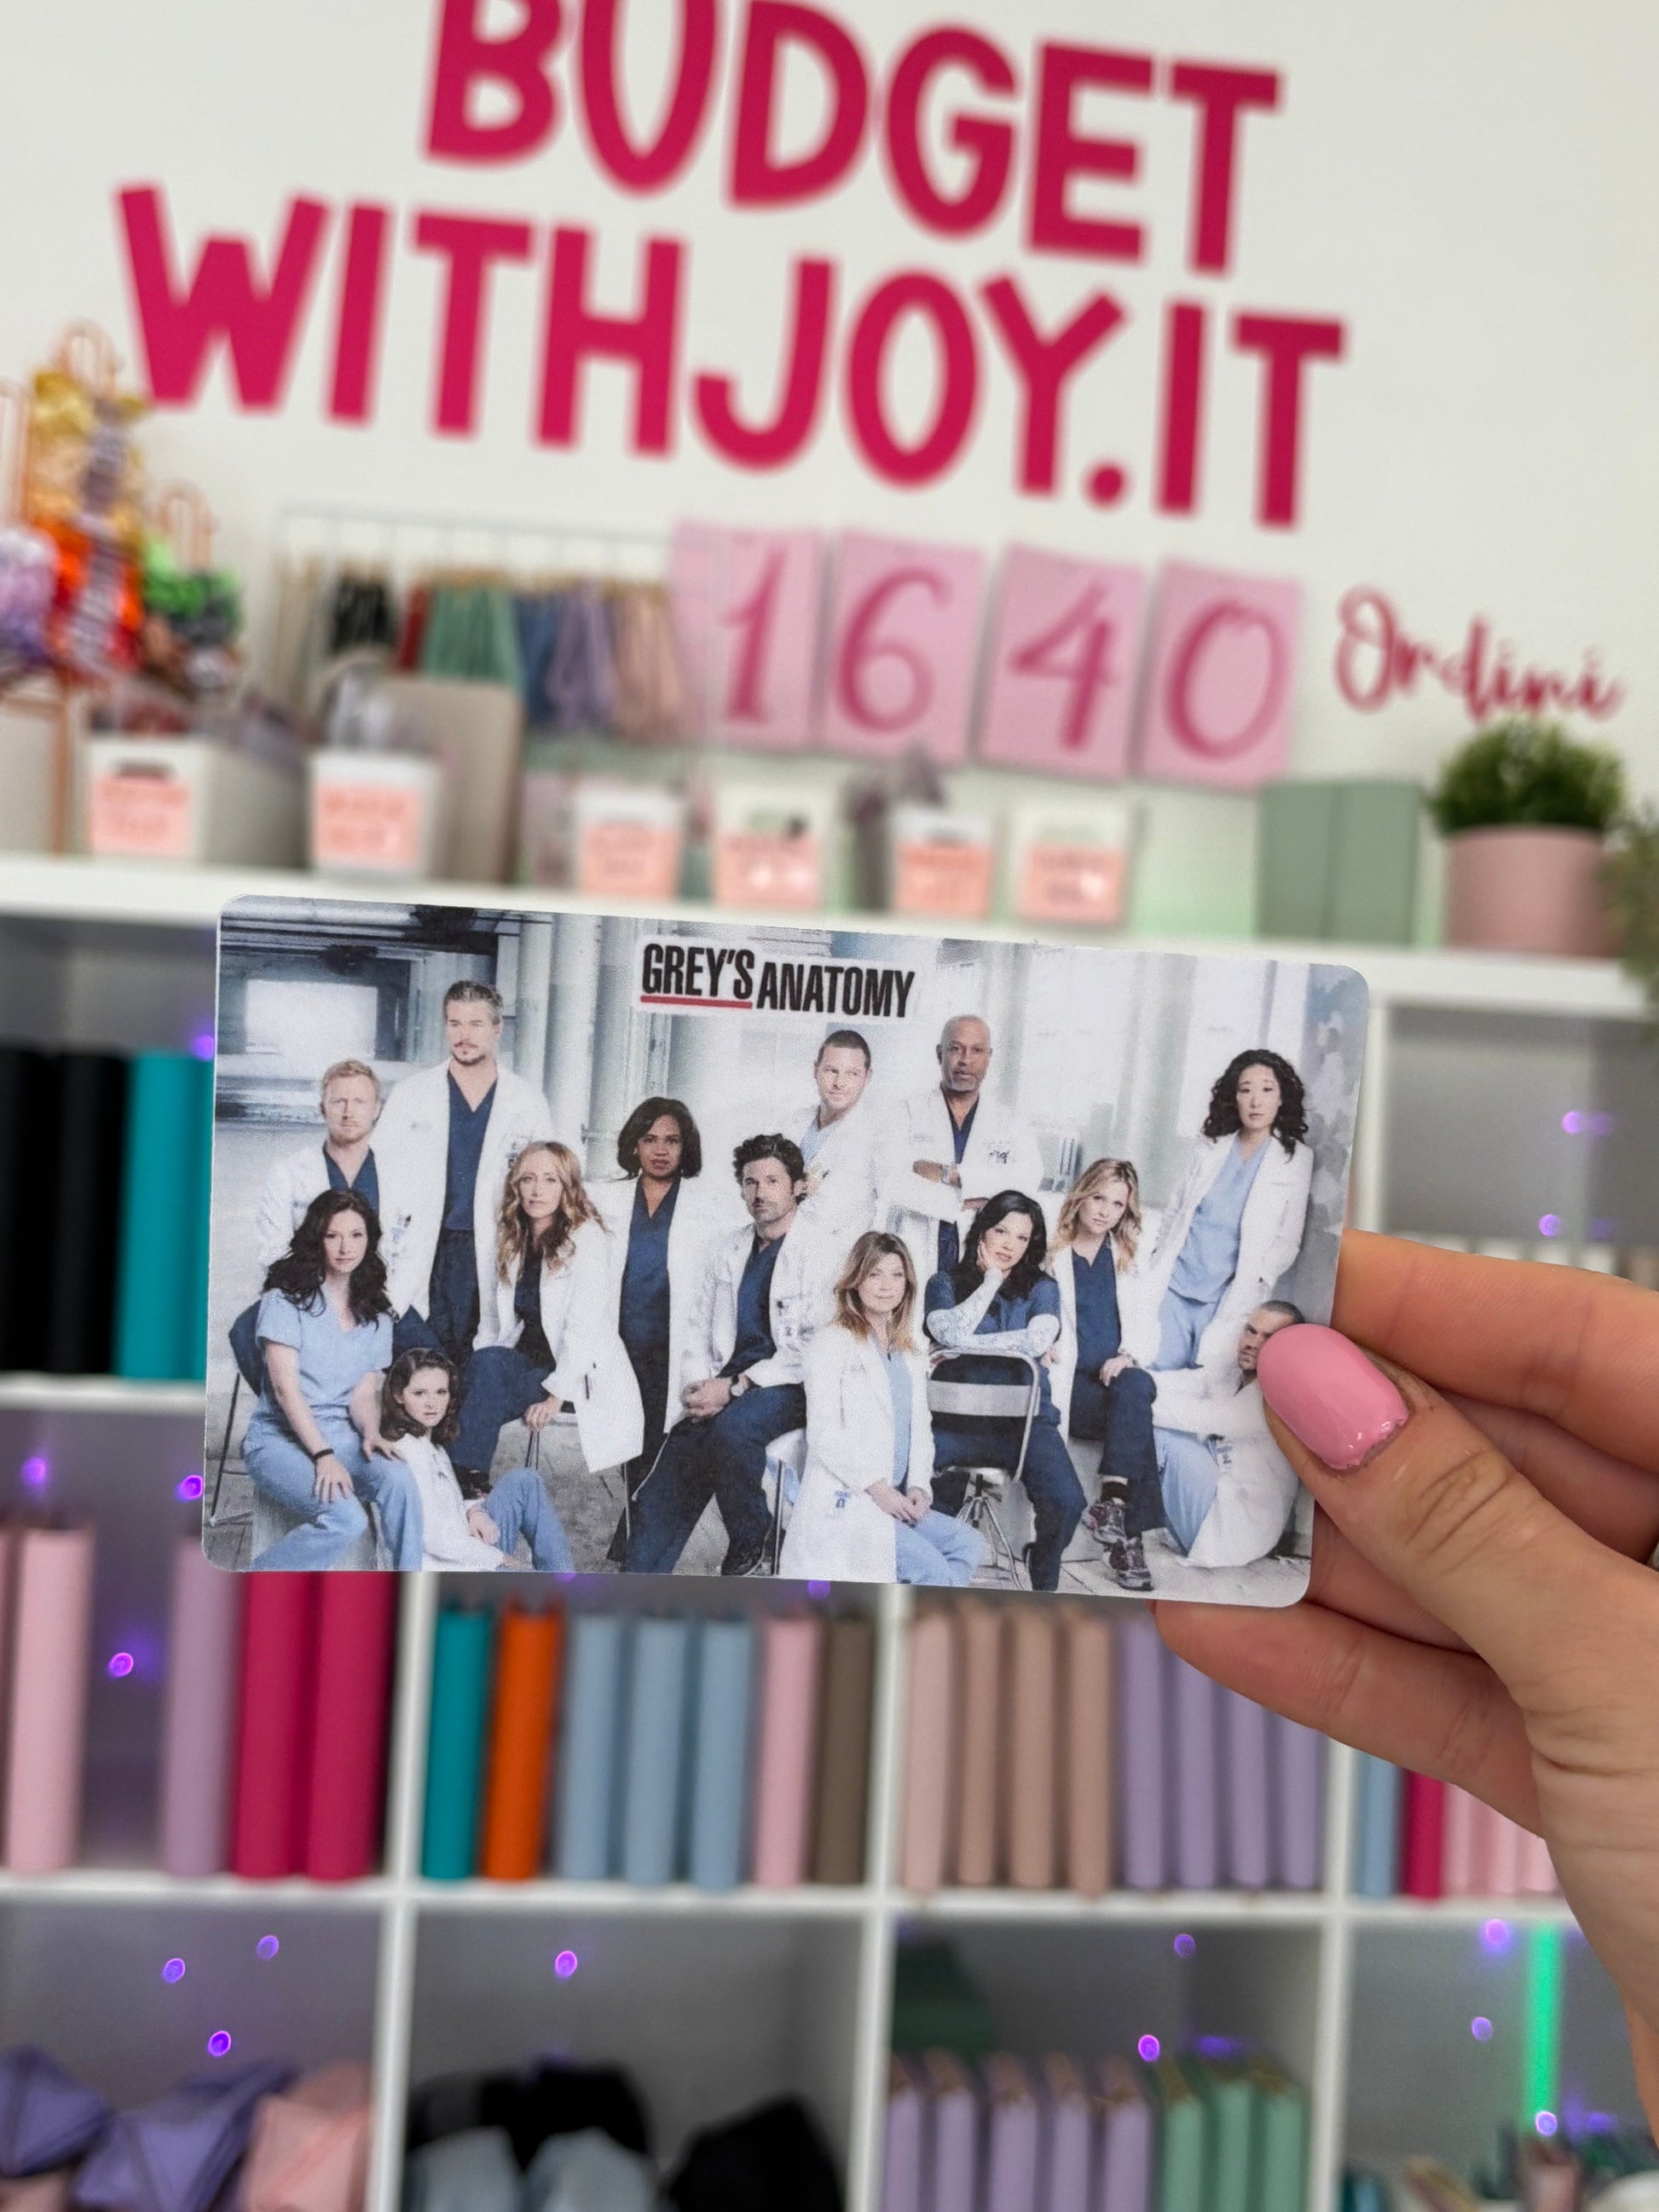 BUDGET
WITHJOY.IT
1640 Ordini
GREY'S ANATOMY